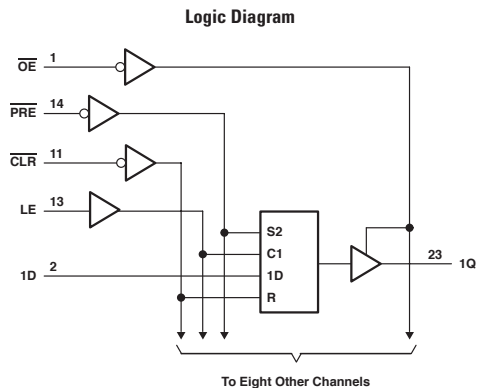 Logic Diagram
OE 1
PRE 14
CLR 11
LE 13
1D 2
S2
C1
1D
R
23 1Q
To Eight Other Channels